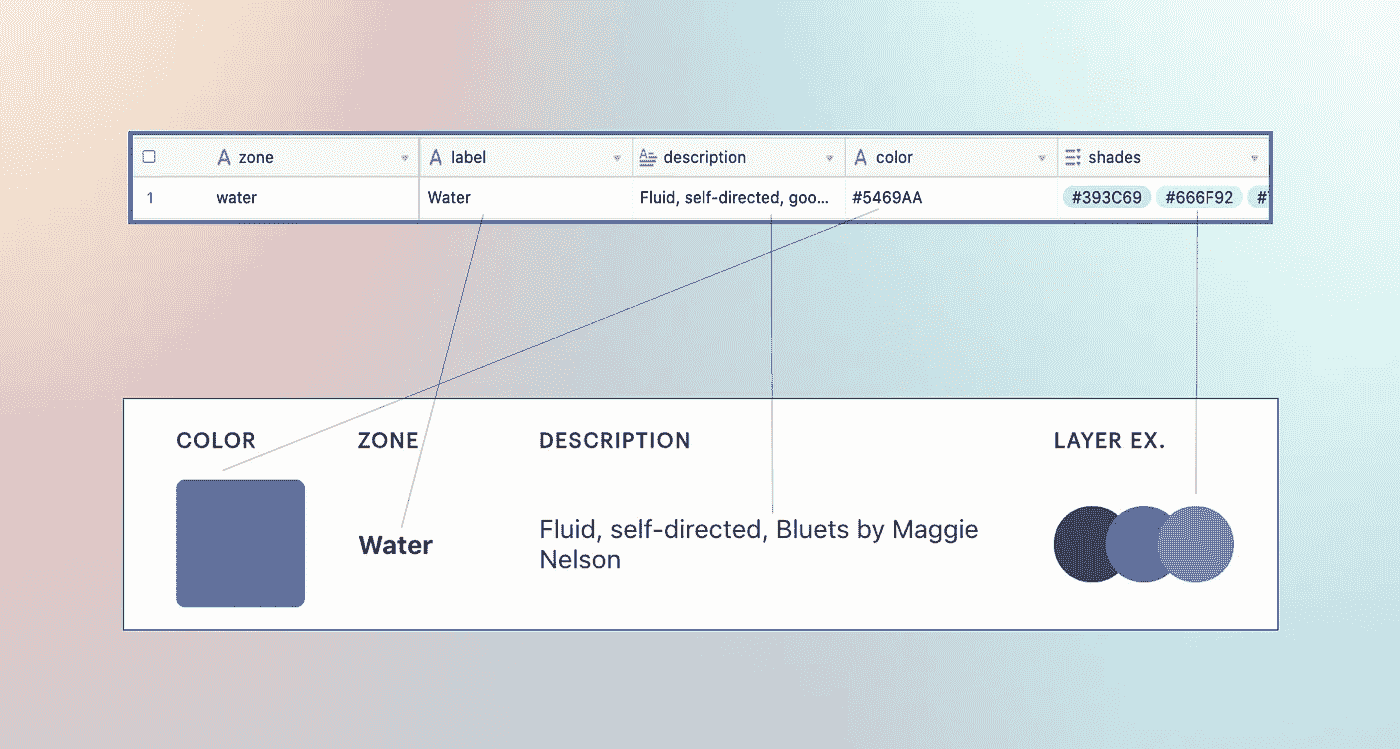 zone label description color shades
1 water Water Fluid, self-directed, goo... #5469AA #393C69 #666F92 #
COLOR ZONE DESCRIPTION LAYER EX.
Fluid, self-directed, Bluets by Maggie
Water
Nelson